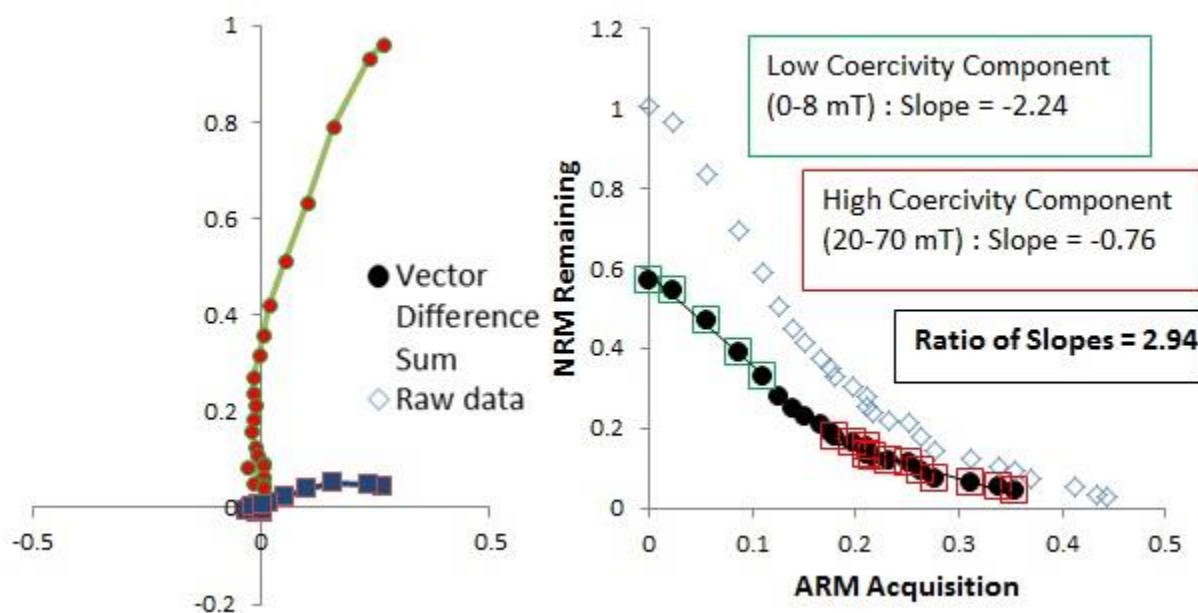 1
0.8
0.6
0.4
0.2
0
-0.2
-0.5
0
0.5
Vector
Difference
Sum
Raw data
NRM Remaining
1.2
1
0.8
0.6
0.4
0.2
0
0
0.1
0.2
0.3
0.4
0.5
ARM Acquisition
Low Coercivity Component
(0-8 mT) : Slope = -2.24
High Coercivity Component
(20-70 mT) : Slope = -0.76
Ratio of Slopes = 2.94